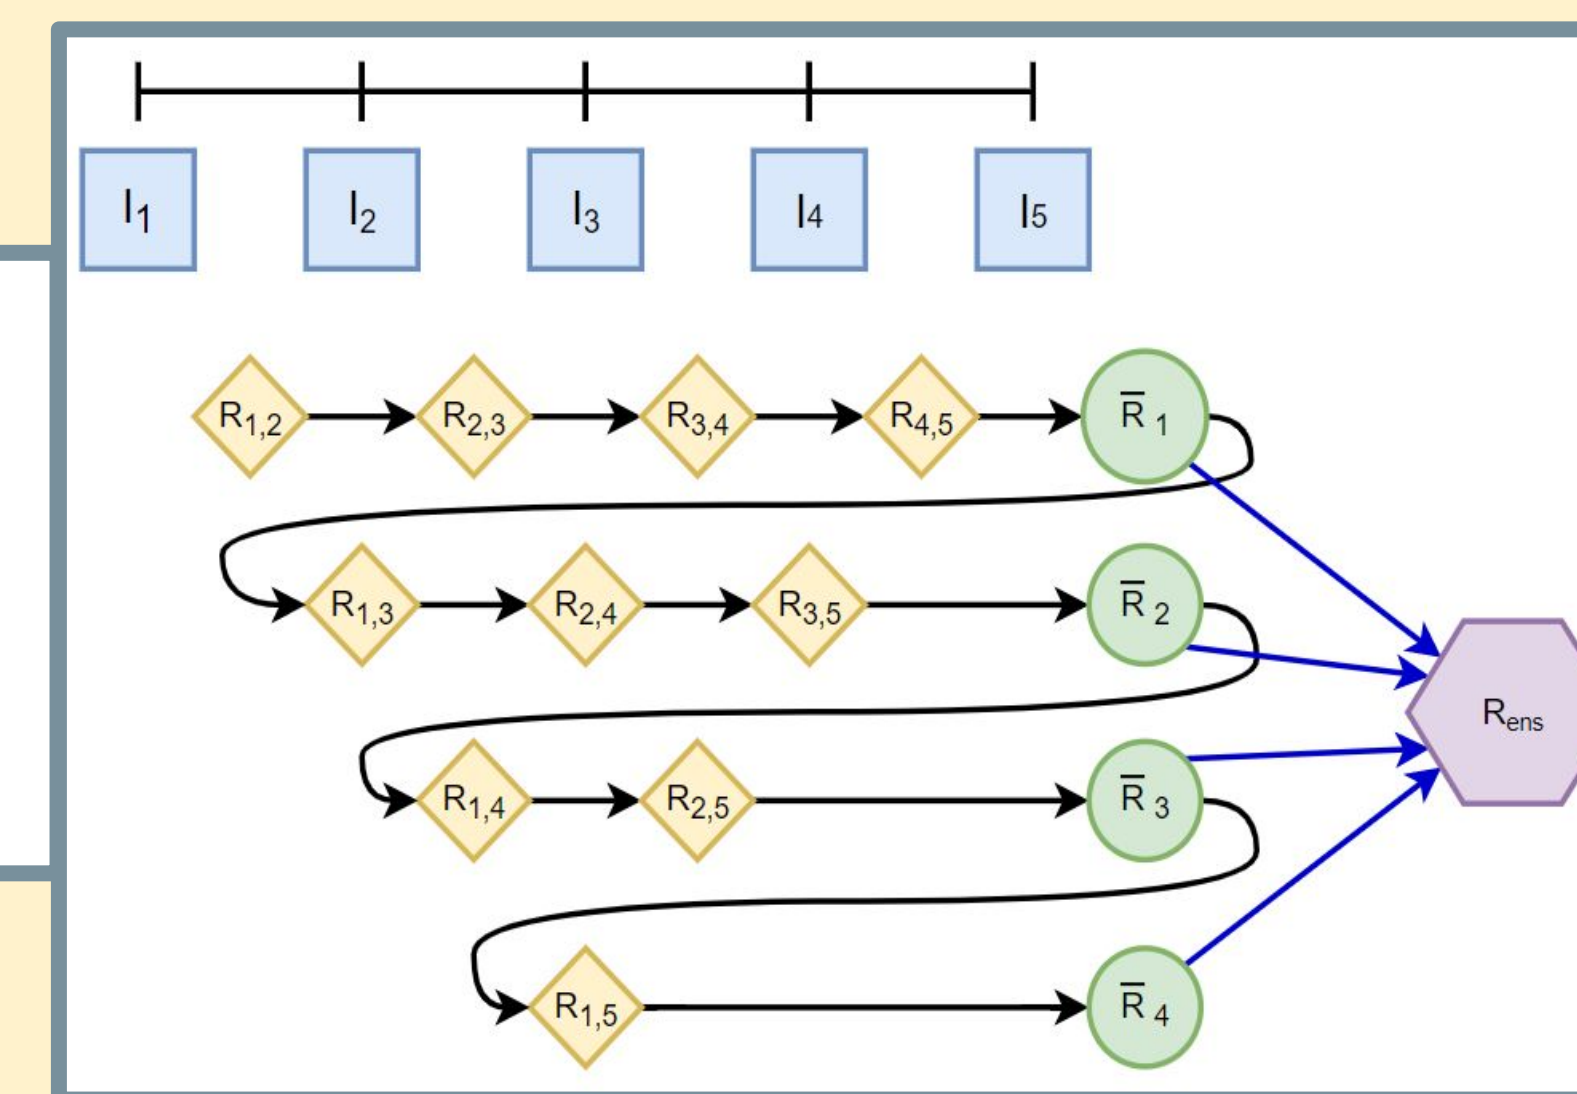 I1 I2 I3 I4 I5
R1,2 R2,3 R3,4 R4,5 R̅ 1
R1,3 R2,4 R3,5 R̅ 2
Rens
R1,4 R2,5 R̅ 3
R1,5 R̅ 4